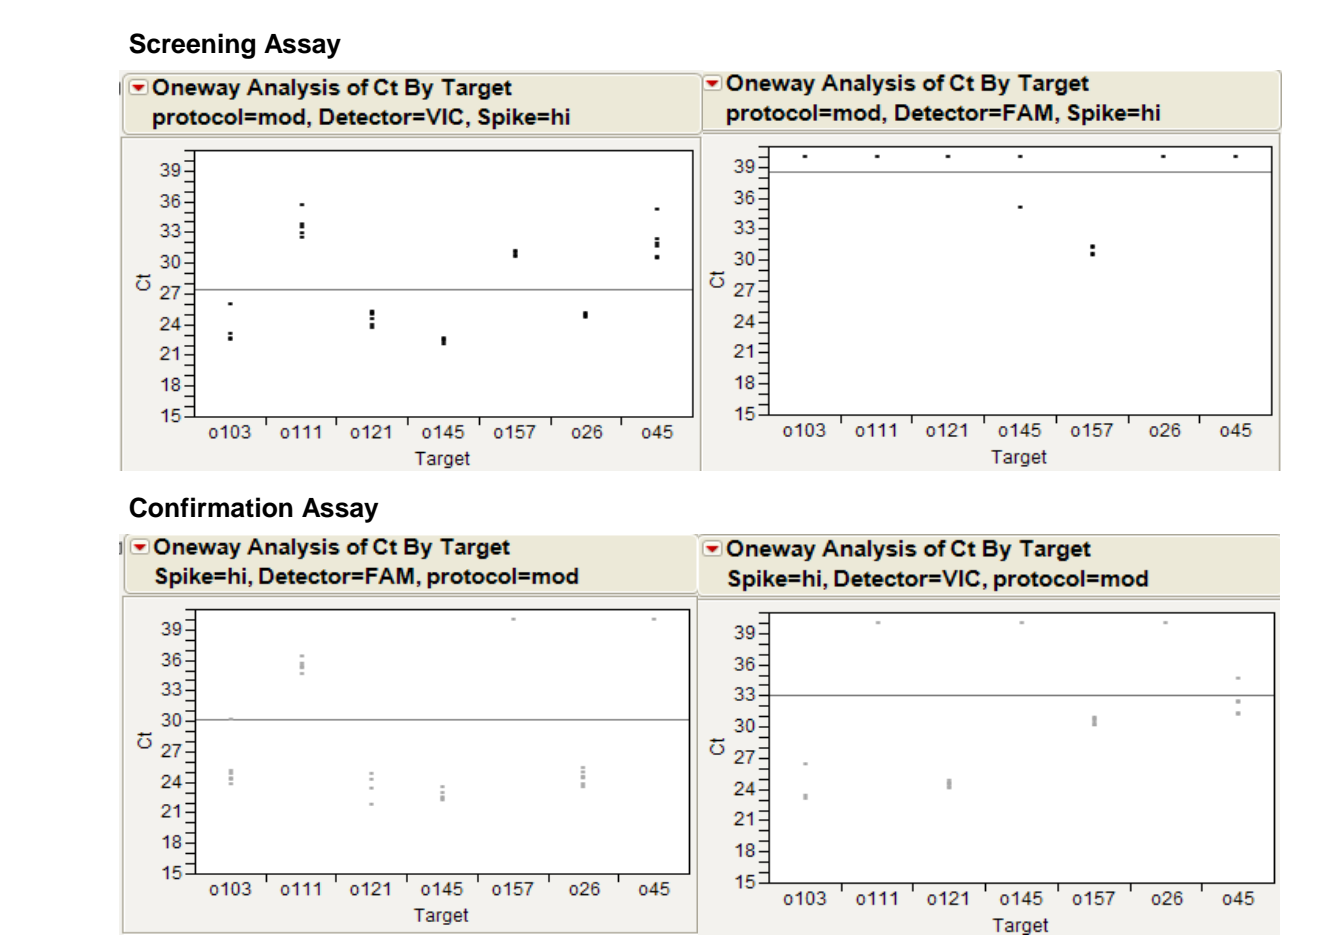 Screening Assay
Oneway Analysis of Ct By Target
protocol=mod, Detector=VIC, Spike=hi
39
36
33
30
27
24
21
18
15
Ct
o103 o111 o121 o145 o157 o26 o45
Target
Oneway Analysis of Ct By Target
protocol=mod, Detector=FAM, Spike=hi
39
36
33
30
27
24
21
18
15
Ct
o103 o111 o121 o145 o157 o26 o45
Target
Confirmation Assay
Oneway Analysis of Ct By Target
Spike=hi, Detector=FAM, protocol=mod
39
36
33
30
27
24
21
18
15
Ct
o103 o111 o121 o145 o157 o26 o45
Target
Oneway Analysis of Ct By Target
Spike=hi, Detector=VIC, protocol=mod
39
36
33
30
27
24
21
18
15
Ct
o103 o111 o121 o145 o157 o26 o45
Target